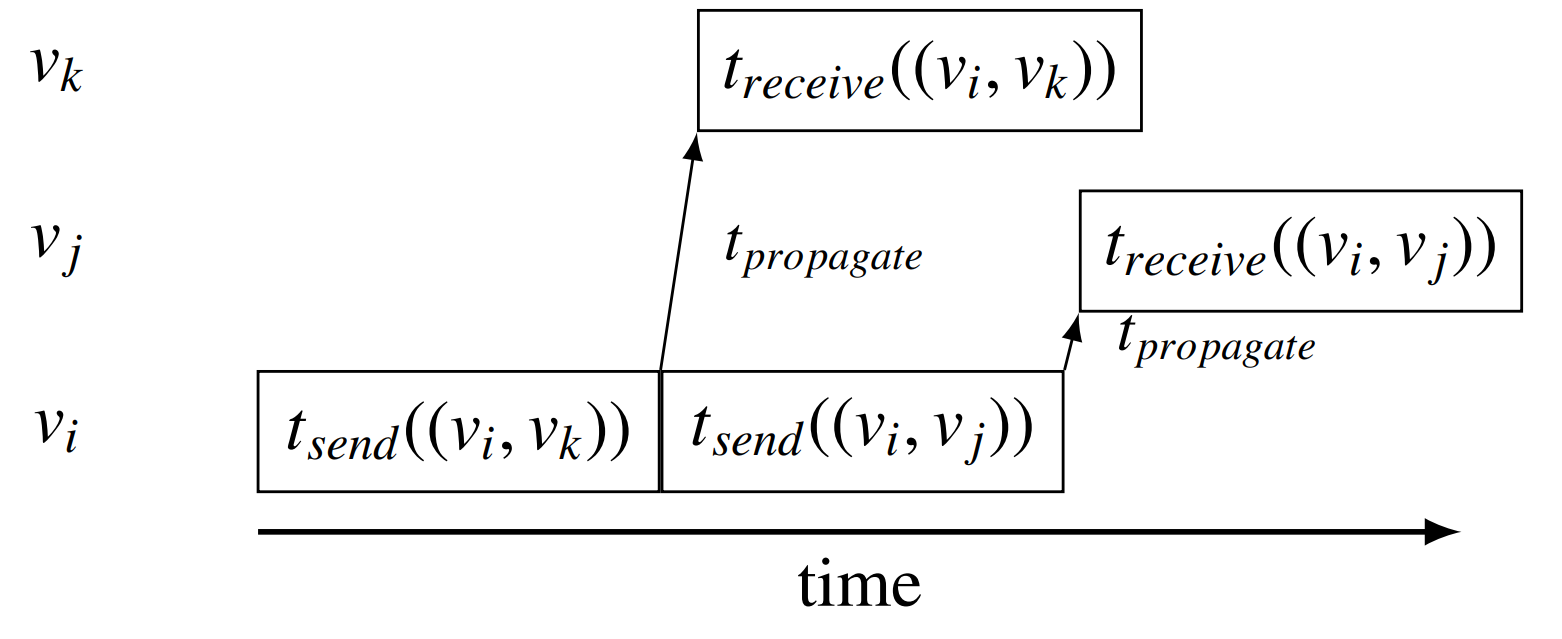 v_k t_receive((v_i, v_k))
v_j t_propagate t_receive((v_i, v_j))
t_propagate
v_i t_send((v_i, v_k)) t_send((v_i, v_j))
time